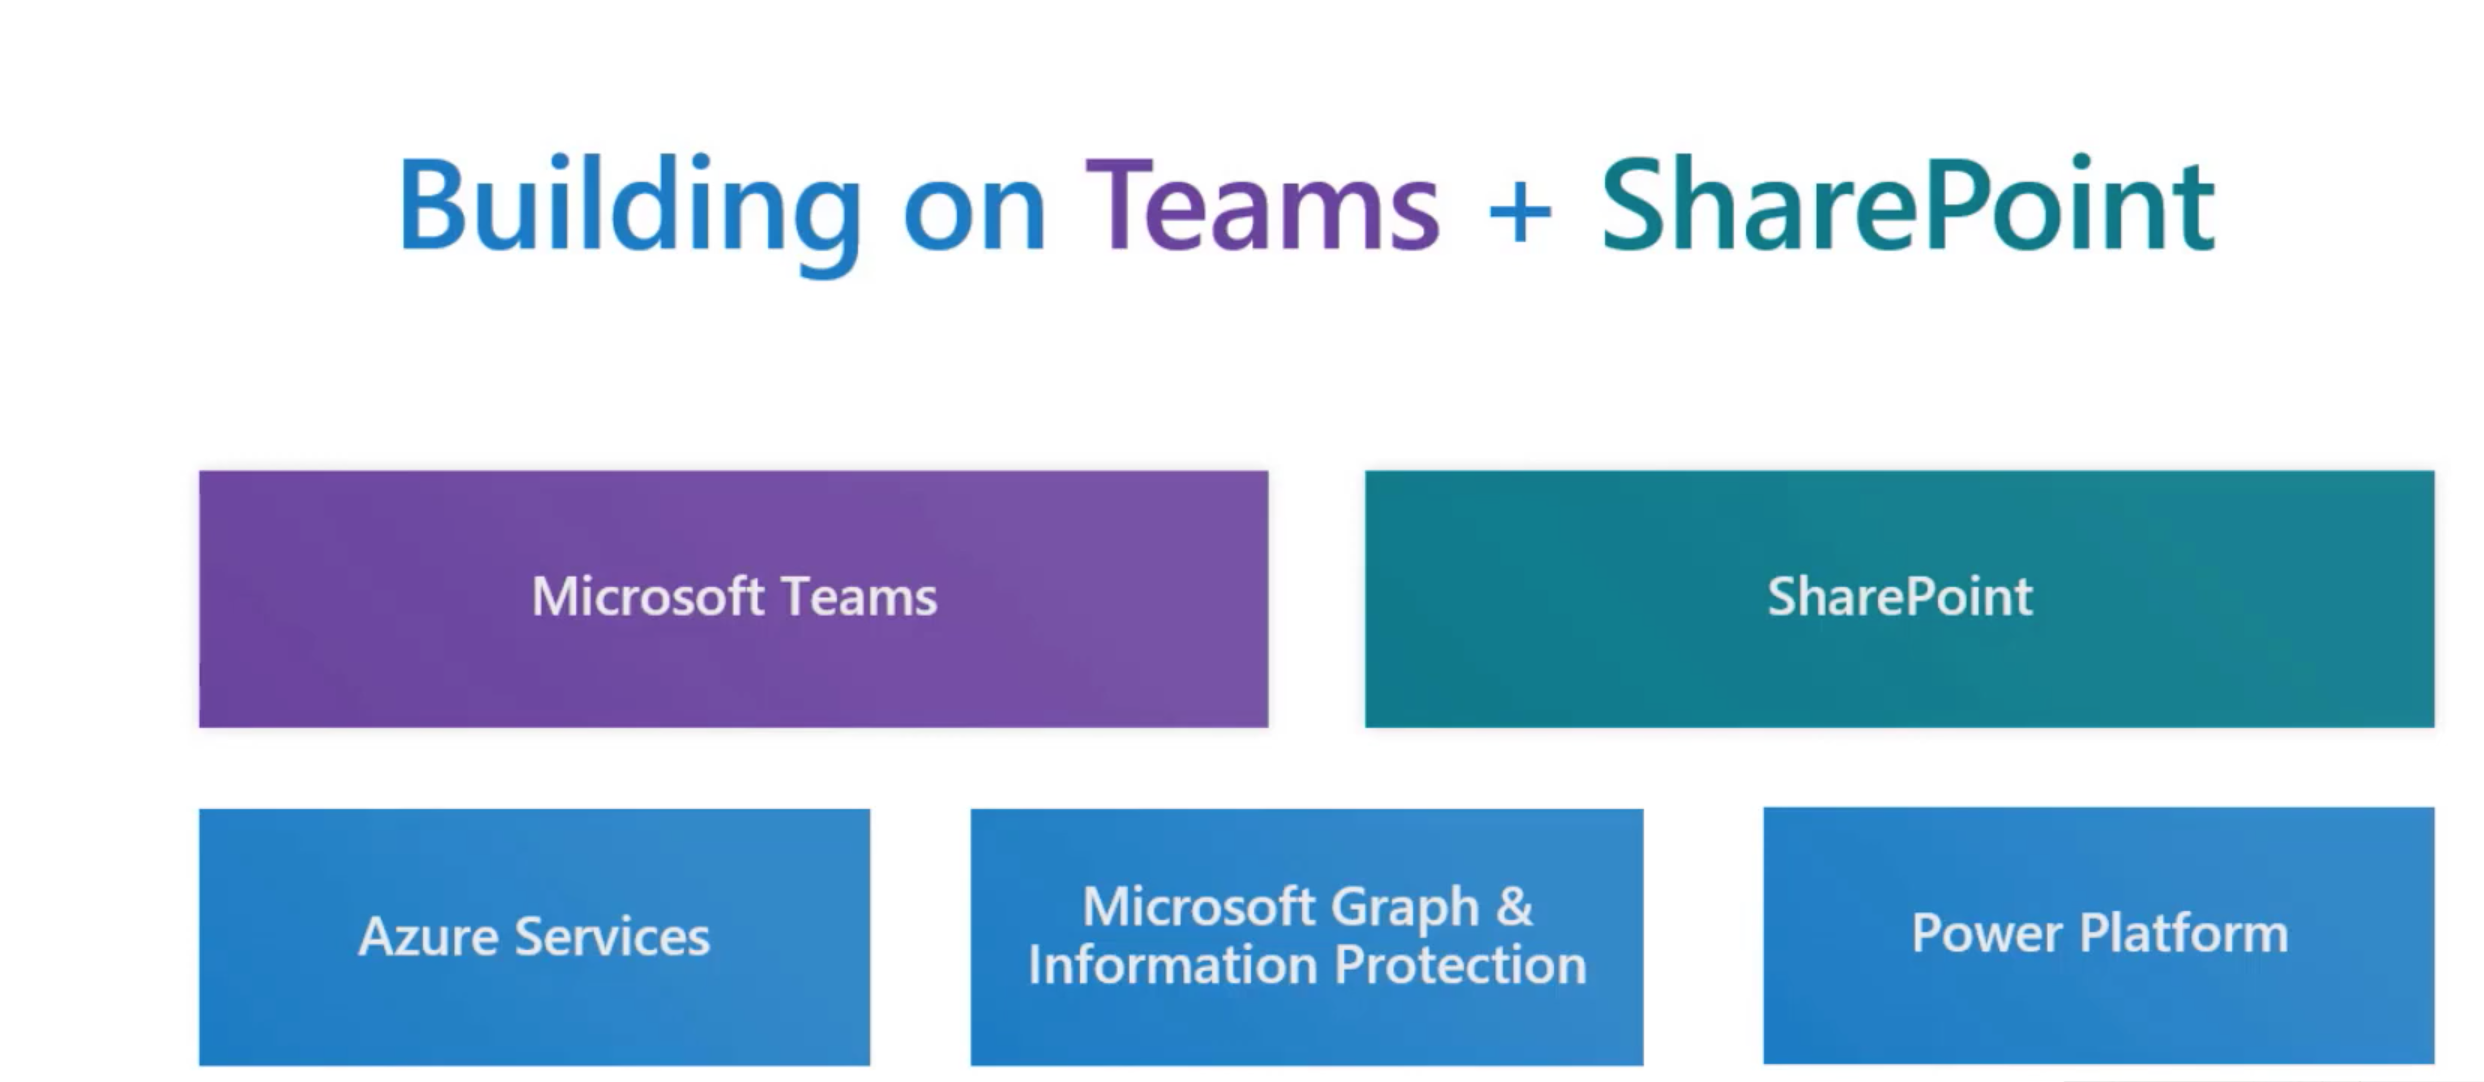 Building on Teams + SharePoint
Microsoft Teams
SharePoint
Azure Services
Microsoft Graph &
Information Protection
Power Platform